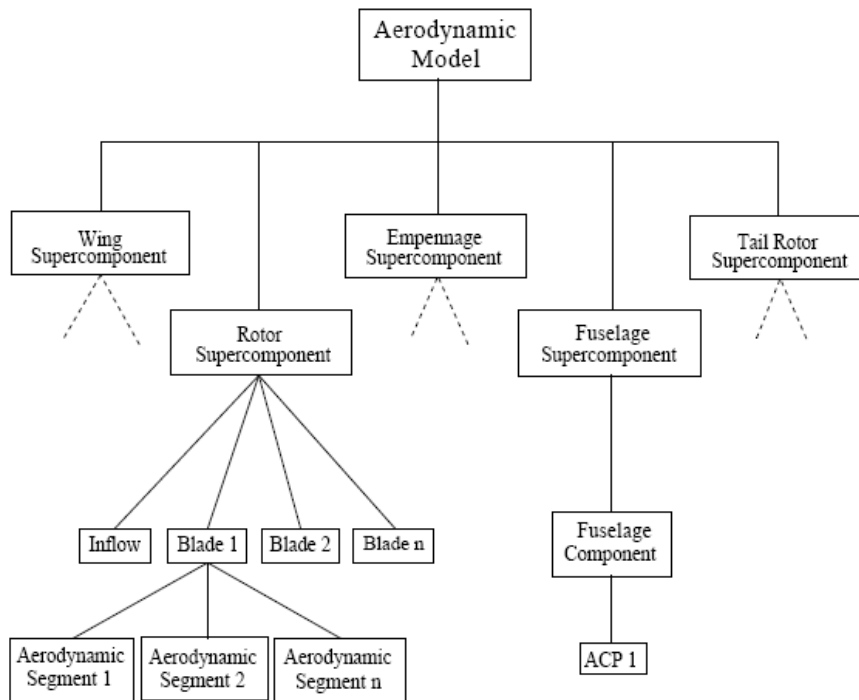 Aerodynamic
Model
Wing
Supercomponent
Empennage
Supercomponent
Tail Rotor
Supercomponent
Rotor
Supercomponent
Fuselage
Supercomponent
Inflow
Blade 1
Blade 2
Blade n
Fuselage
Component
Aerodynamic
Segment 1
Aerodynamic
Segment 2
Aerodynamic
Segment n
ACP 1